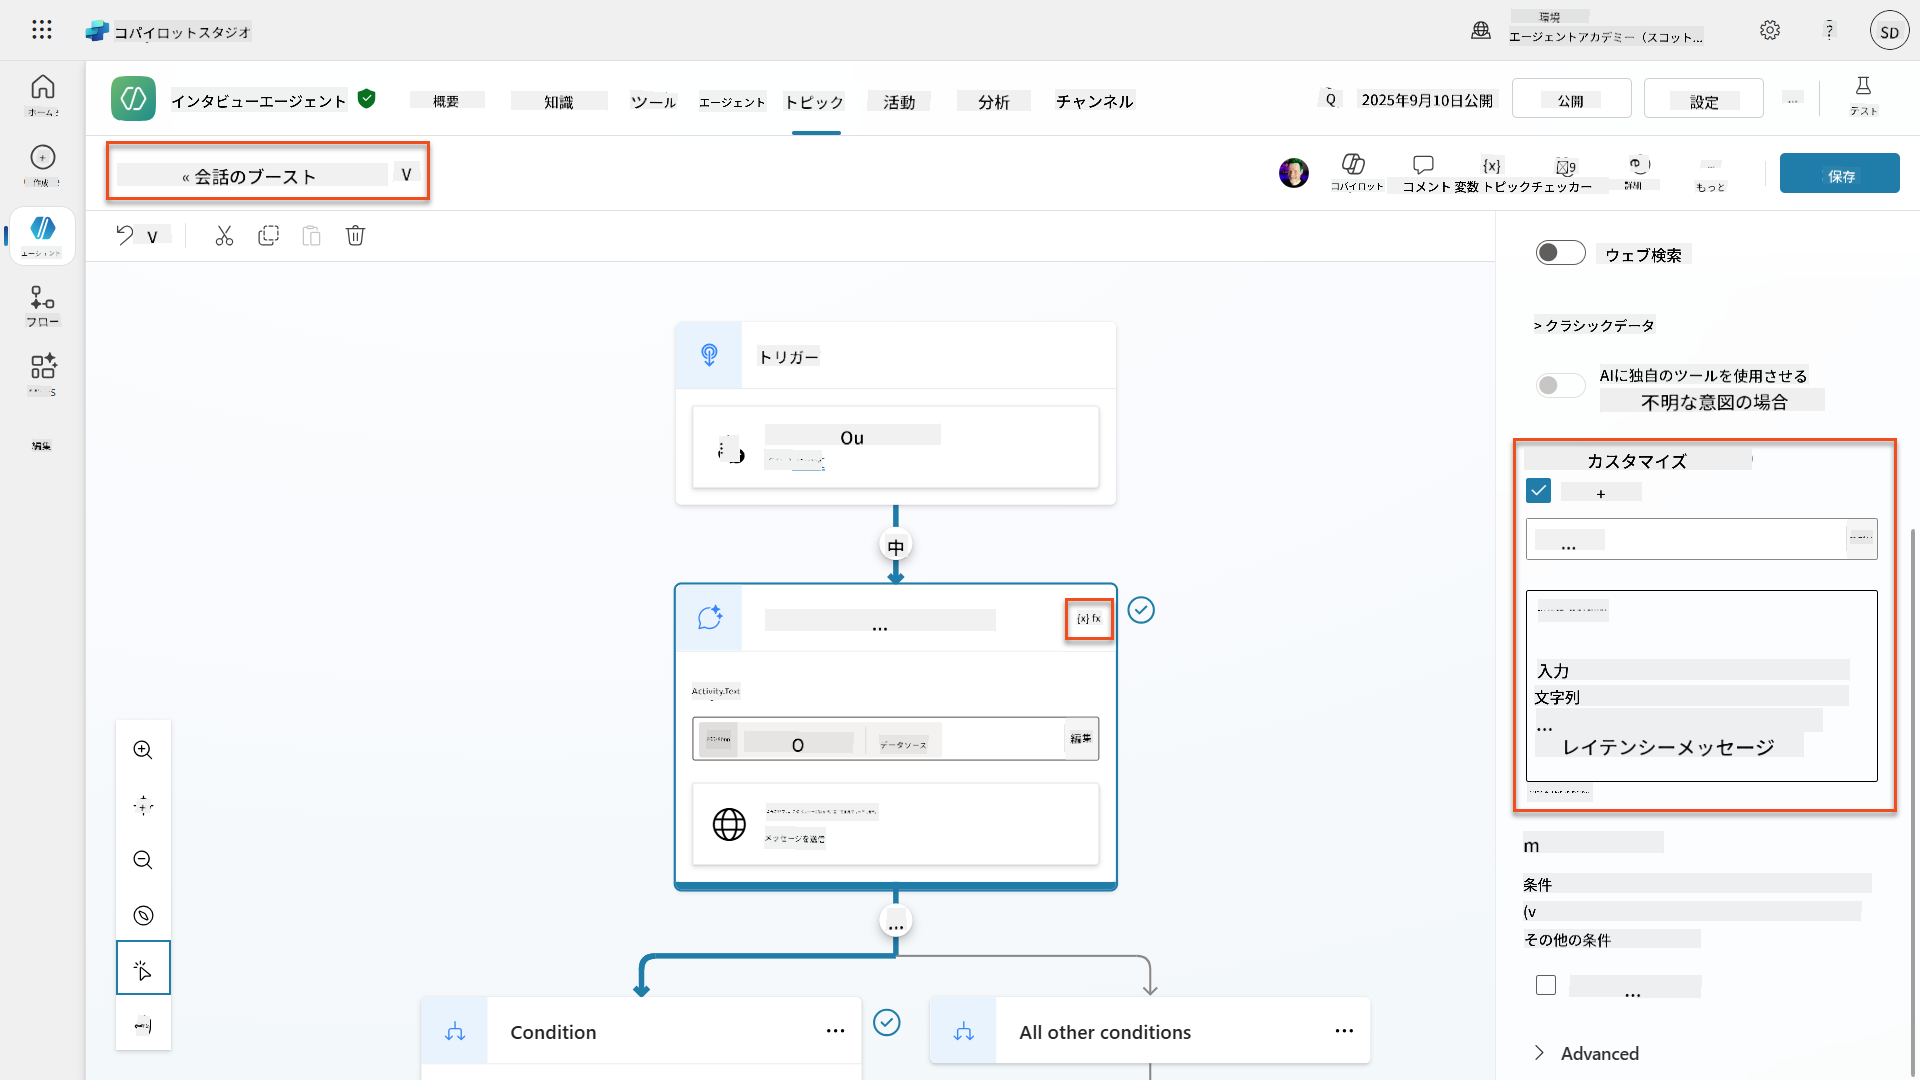 コパイロットスタジオ
環境
エージェントアカデミー（スコット...
?
SD
ホーム
インタビューエージェント
概要
知識
ツール
エージェント
トピック
活動
分析
チャンネル
Q
2025年9月10日公開
公開
設定
...
テスト
作成
« 会話のブースト
V
コパイロット
コメント 変数 トピックチェッカー
{x}
9
詳細
...
もっと
保存
エージェント
V
ウェブ検索
フロー
> クラシックデータ
トリガー
AIに独自のツールを使用させる
不明な意図の場合
編集
Ou
カスタマイズ
+
...
中
...
{x} fx
入力
文字列
...
レイテンシーメッセージ
Activity.Text
O
データソース
編集
メッセージを送信
m
条件
(v
その他の条件
...
...
Condition
...
All other conditions
...
Advanced